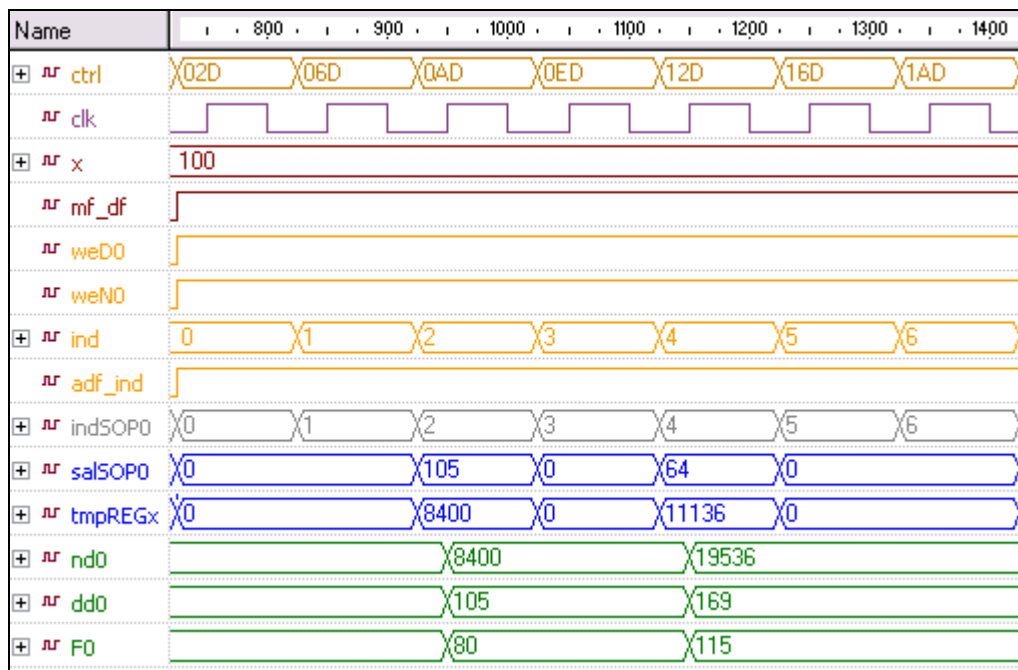 Name 800 900 1000 1100 1200 1300 1400
ctrl 02D 06D 0AD 0ED 12D 16D 1AD
clk
x 100
mf_df
weD0
weN0
ind 0 1 2 3 4 5 6
adf_ind
indSOP0 0 1 2 3 4 5 6
salSOP0 0 105 0 64 0
tmpREGx 0 8400 0 11136 0
nd0 8400 19536
dd0 105 169
F0 80 115